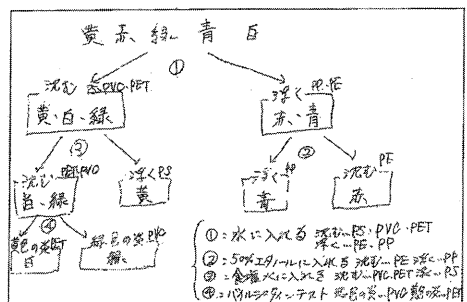 黄 赤 緑 青 白
①
沈む PS PVC・PET
浮く PP・PE
黄・白・緑
赤・青
③
②
沈む PET PVC
浮く PS
浮く PP
沈む PE
白・緑
黄
青
赤
④
黄色の炎 PET
緑色の炎 PVC
白
緑
①：水に入れる 沈む…PS・PVC・PET
浮く…PE・PP
②：50%エタノールに入れる 沈む…PE 浮く…PP
③：食塩水に入れる 沈む…PVC・PET 浮く…PS
④：バイルシュタインテスト 緑色の炎…PVC 黄色の炎…PET